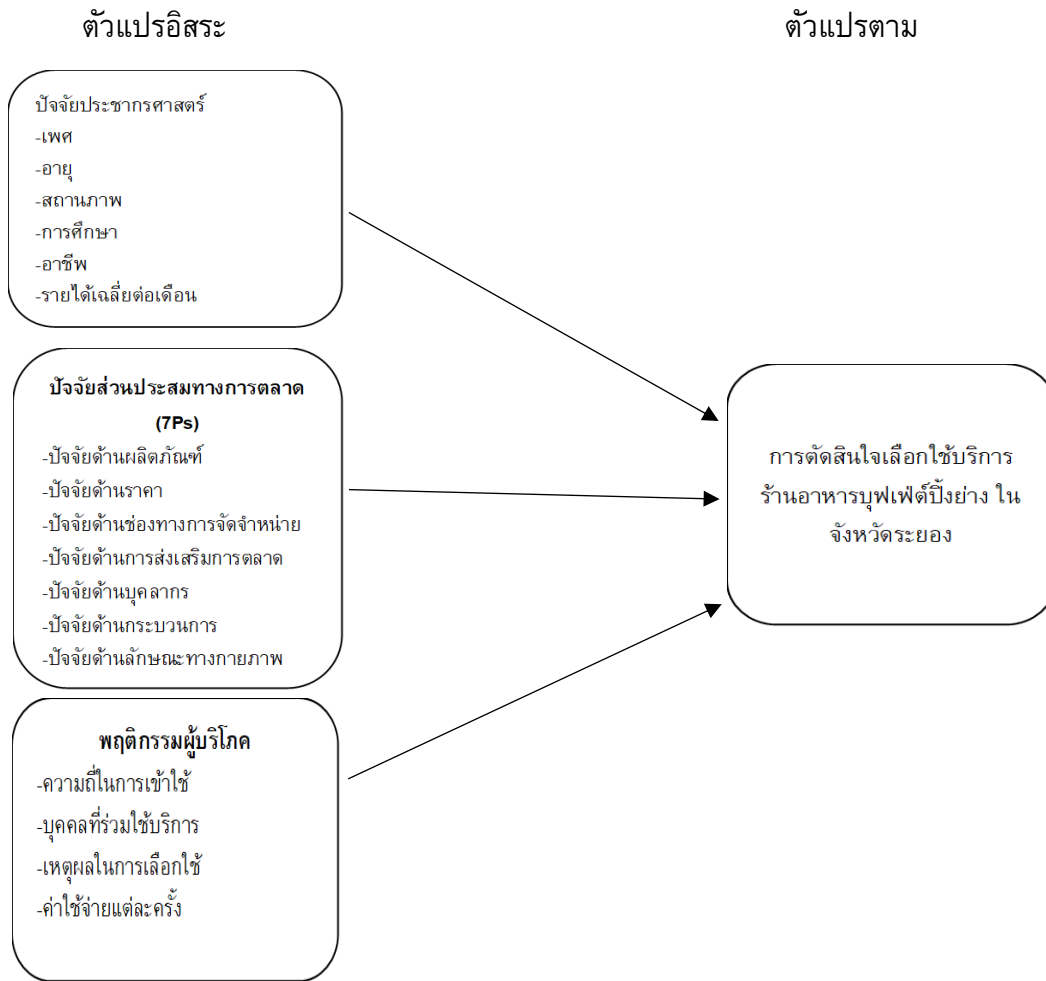 ตัวแปรอิสระ
ตัวแปรตาม
ปัจจัยประชากรศาสตร์
-เพศ
-อายุ
-สถานภาพ
-การศึกษา
-อาชีพ
-รายได้เฉลี่ยต่อเดือน
ปัจจัยส่วนประสมทางการตลาด
(7Ps)
-ปัจจัยด้านผลิตภัณฑ์
-ปัจจัยด้านราคา
-ปัจจัยด้านช่องทางการจัดจำหน่าย
-ปัจจัยด้านการส่งเสริมการตลาด
-ปัจจัยด้านบุคลากร
-ปัจจัยด้านกระบวนการ
-ปัจจัยด้านลักษณะทางกายภาพ
พฤติกรรมผู้บริโภค
-ความถี่ในการเข้าใช้
-บุคคลที่ร่วมใช้บริการ
-เหตุผลในการเลือกใช้
-ค่าใช้จ่ายแต่ละครั้ง
การตัดสินใจเลือกใช้บริการ
ร้านอาหารบุฟเฟ่ต์ปิ้งย่าง ใน
จังหวัดระยอง